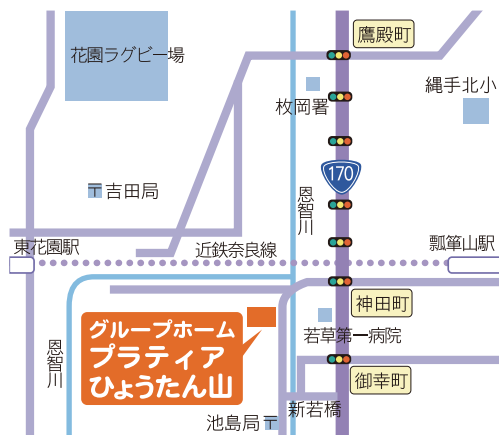 鷹殿町
花園ラグビー場
縄手北小
枚岡署
170
〒吉田局
恩智川
東花園駅
近鉄奈良線
瓢箪山駅
神田町
グループホーム
プラティア
ひょうたん山
若草第一病院
恩智川
御幸町
新若橋
池島局〒